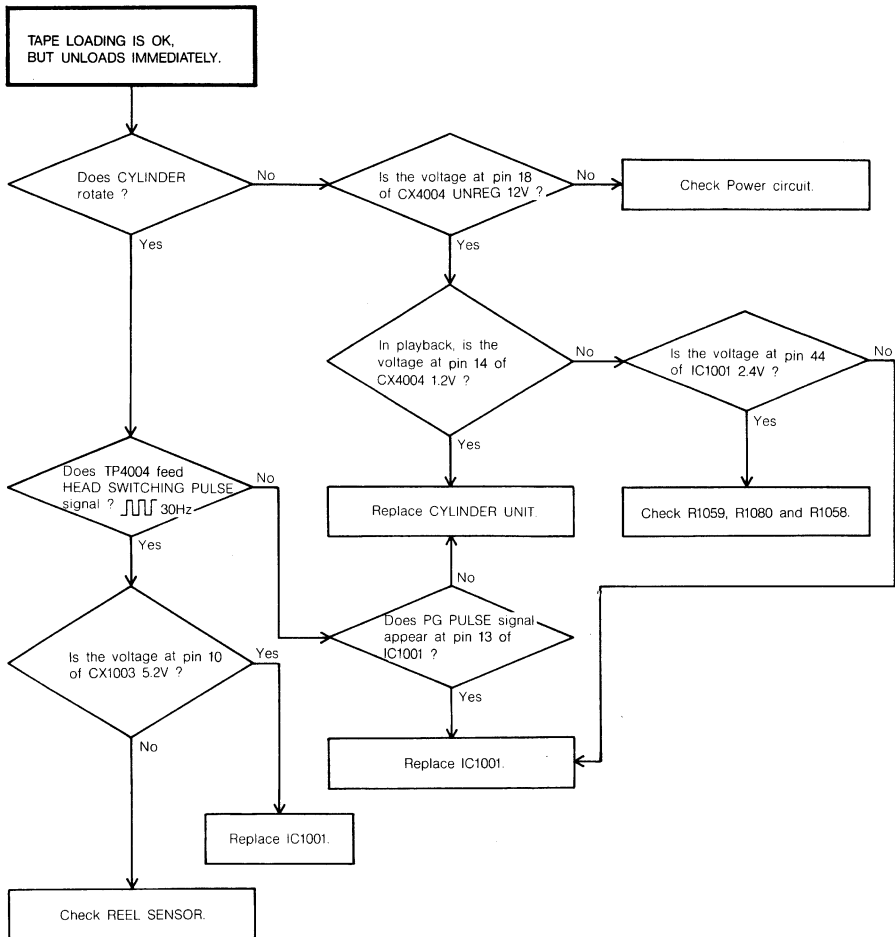 TAPE LOADING IS OK,
BUT UNLOADS IMMEDIATELY.
Does CYLINDER
rotate ?
No
Yes
Is the voltage at pin 18
of CX4004 UNREG 12V ?
No
Yes
Check Power circuit.
In playback, is the
voltage at pin 14 of
CX4004 1.2V ?
No
Yes
Is the voltage at pin 44
of IC1001 2.4V ?
No
Yes
Does TP4004 feed
HEAD SWITCHING PULSE
signal ? 30Hz
No
Yes
Replace CYLINDER UNIT.
Check R1059, R1080 and R1058.
No
Does PG PULSE signal
appear at pin 13 of
IC1001 ?
Yes
Is the voltage at pin 10
of CX1003 5.2V ?
Yes
No
Replace IC1001.
Replace IC1001.
Check REEL SENSOR.